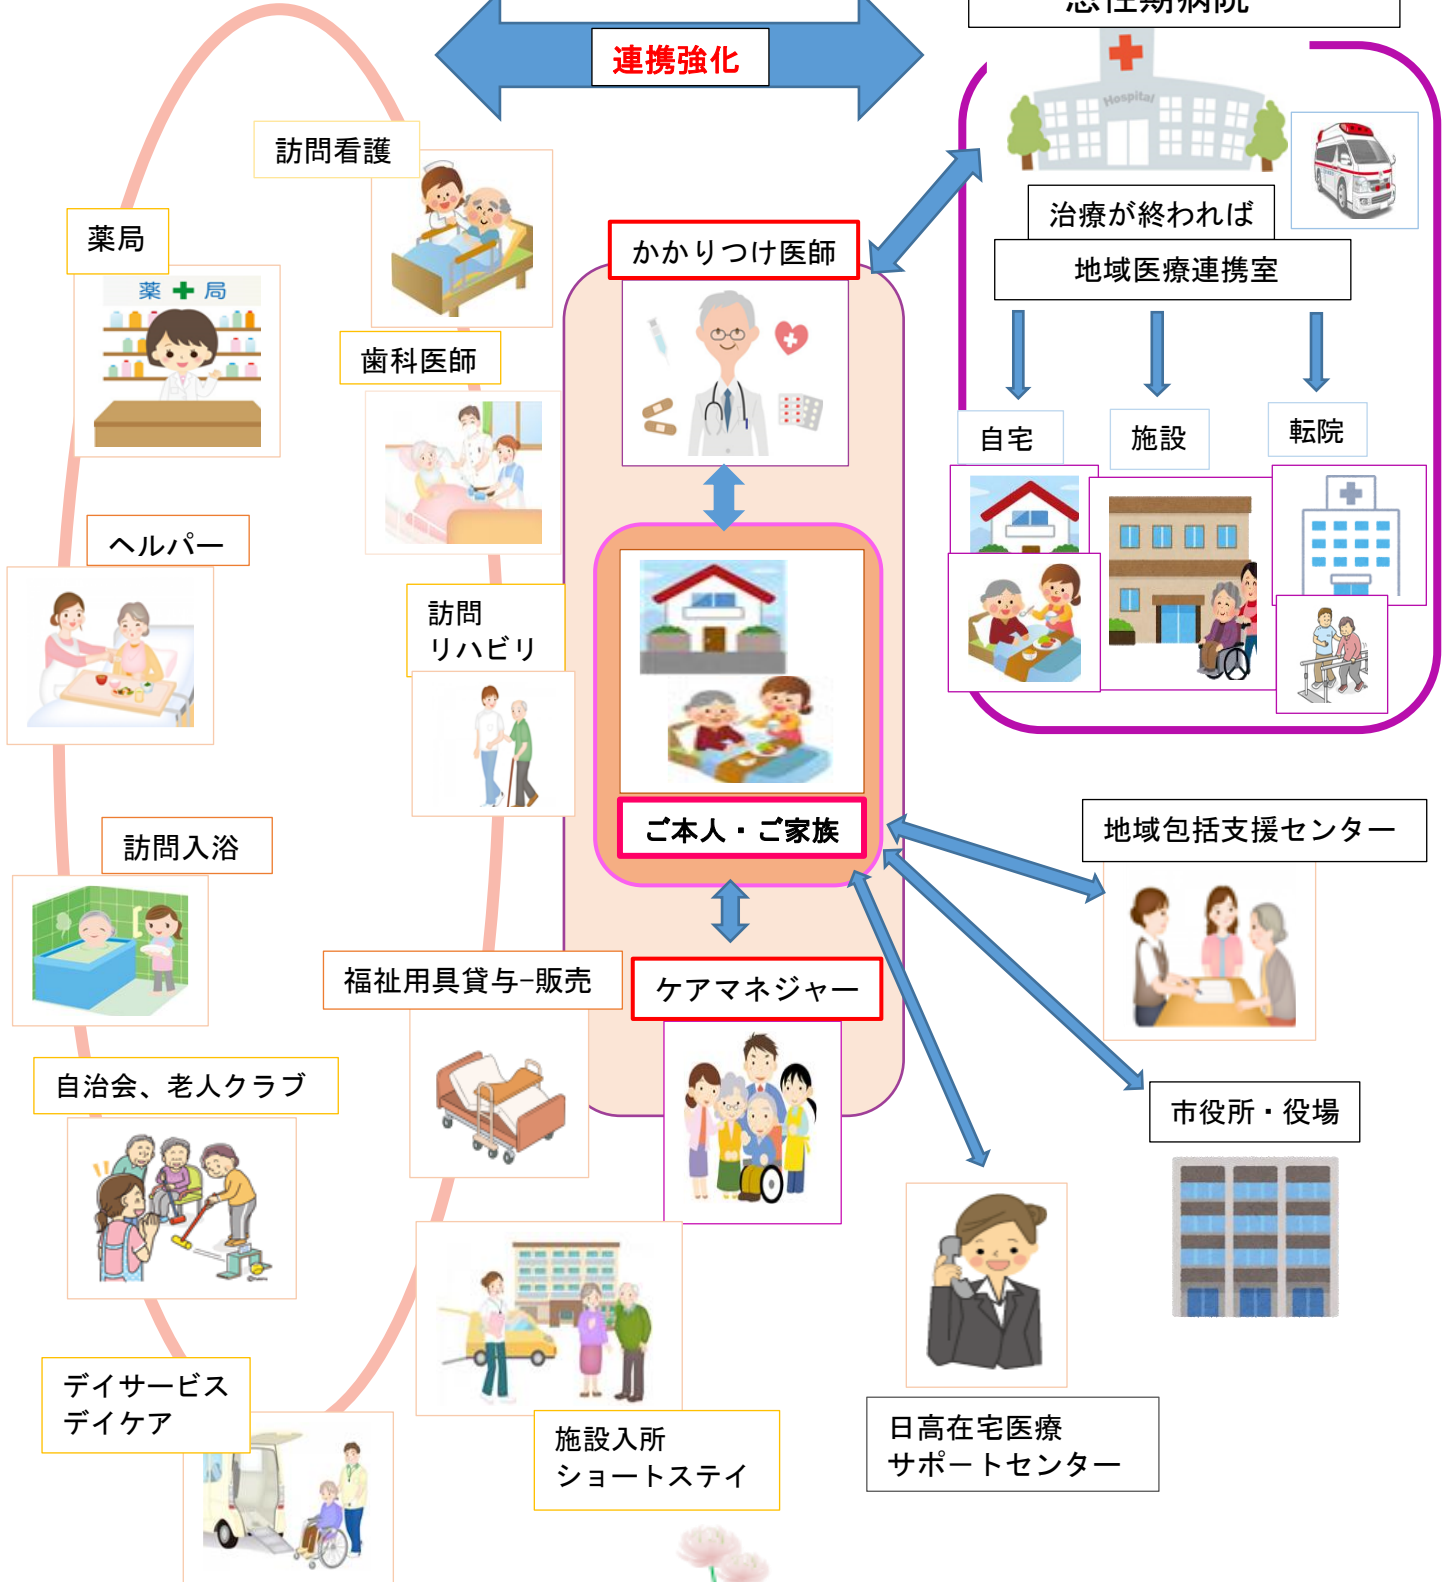 急性期病院
連携強化
Hospital
訪問看護
治療が終われば
薬局
かかりつけ医師
地域医療連携室
薬 局
歯科医師
自宅
施設
転院
ヘルパー
訪問
リハビリ
ご本人・ご家族
地域包括支援センター
訪問入浴
福祉用具貸与-販売
ケアマネジャー
自治会、老人クラブ
市役所・役場
デイサービス
デイケア
施設入所
ショートステイ
日高在宅医療
サポートセンター